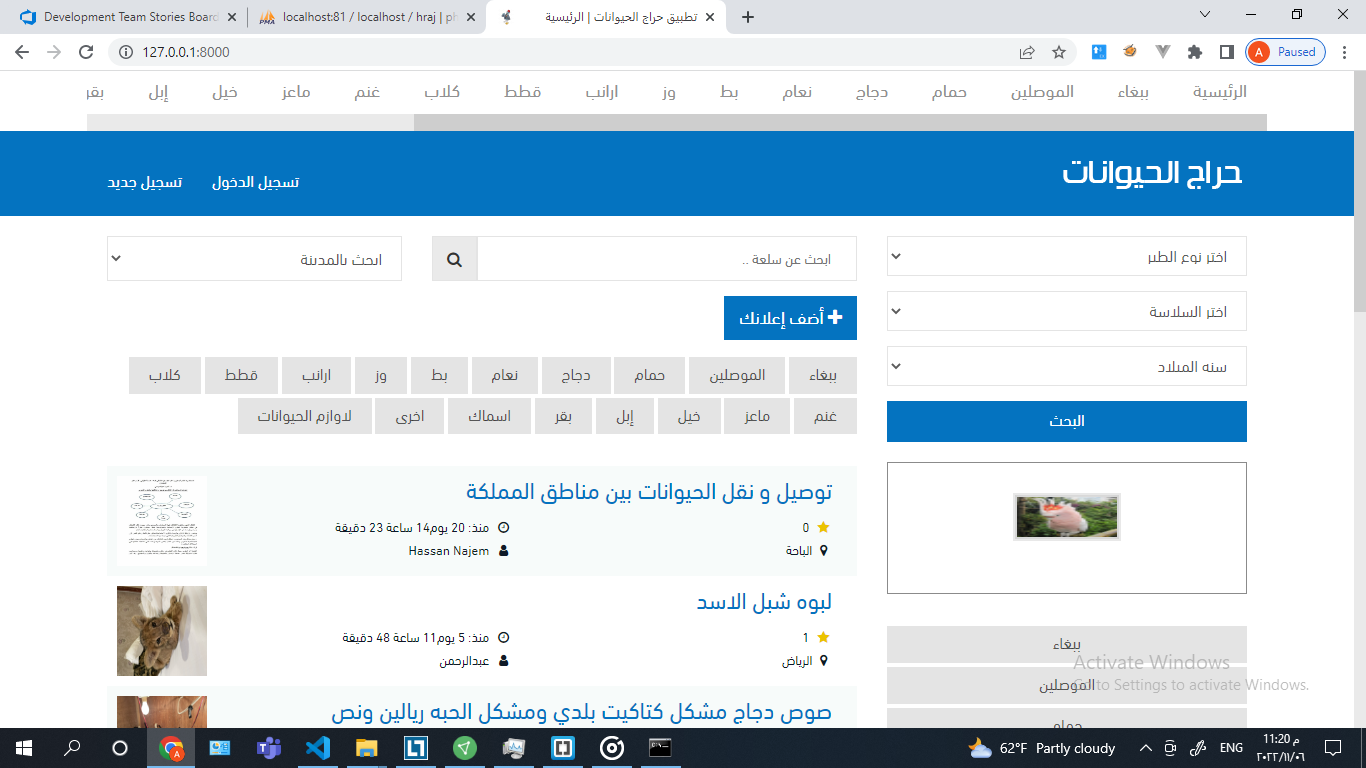 Development Team Stories Board
localhost:81 / localhost / hraj | ph
تطبيق حراج الحيوانات | الرئيسية
127.0.0.1:8000
A Paused
الرئيسية ببغاء الموصلين حمام دجاج نعام بط وز ارانب قطط كلاب غنم ماعز خيل إبل بقر
حراج الحيوانات
تسجيل الدخول تسجيل جديد
اختر نوع الطير
ابحث عن سلعة ..
ابحث بالمدينة
اختر السلاسة
أضف إعلانك
سنه الميلاد
ببغاء الموصلين حمام دجاج نعام بط وز ارانب قطط كلاب
غنم ماعز خيل إبل بقر اسماك اخرى لاوازم الحيوانات
البحث
توصيل و نقل الحيوانات بين مناطق المملكة
0 منذ: 20 يوم14 ساعة 23 دقيقة
الباحة Hassan Najem
لبوه شبل الاسد
1 منذ: 5 يوم11 ساعة 48 دقيقة
الرياض عبدالرحمن
صوص دجاج مشكل كتاكيت بلدي ومشكل الحبه ريالين ونص
ببغاء
الموصلين
حمام
Activate Windows
Go to Settings to activate Windows.
62°F Partly cloudy
ENG
11:20 م
٢٠٢٢/١١/٠٦